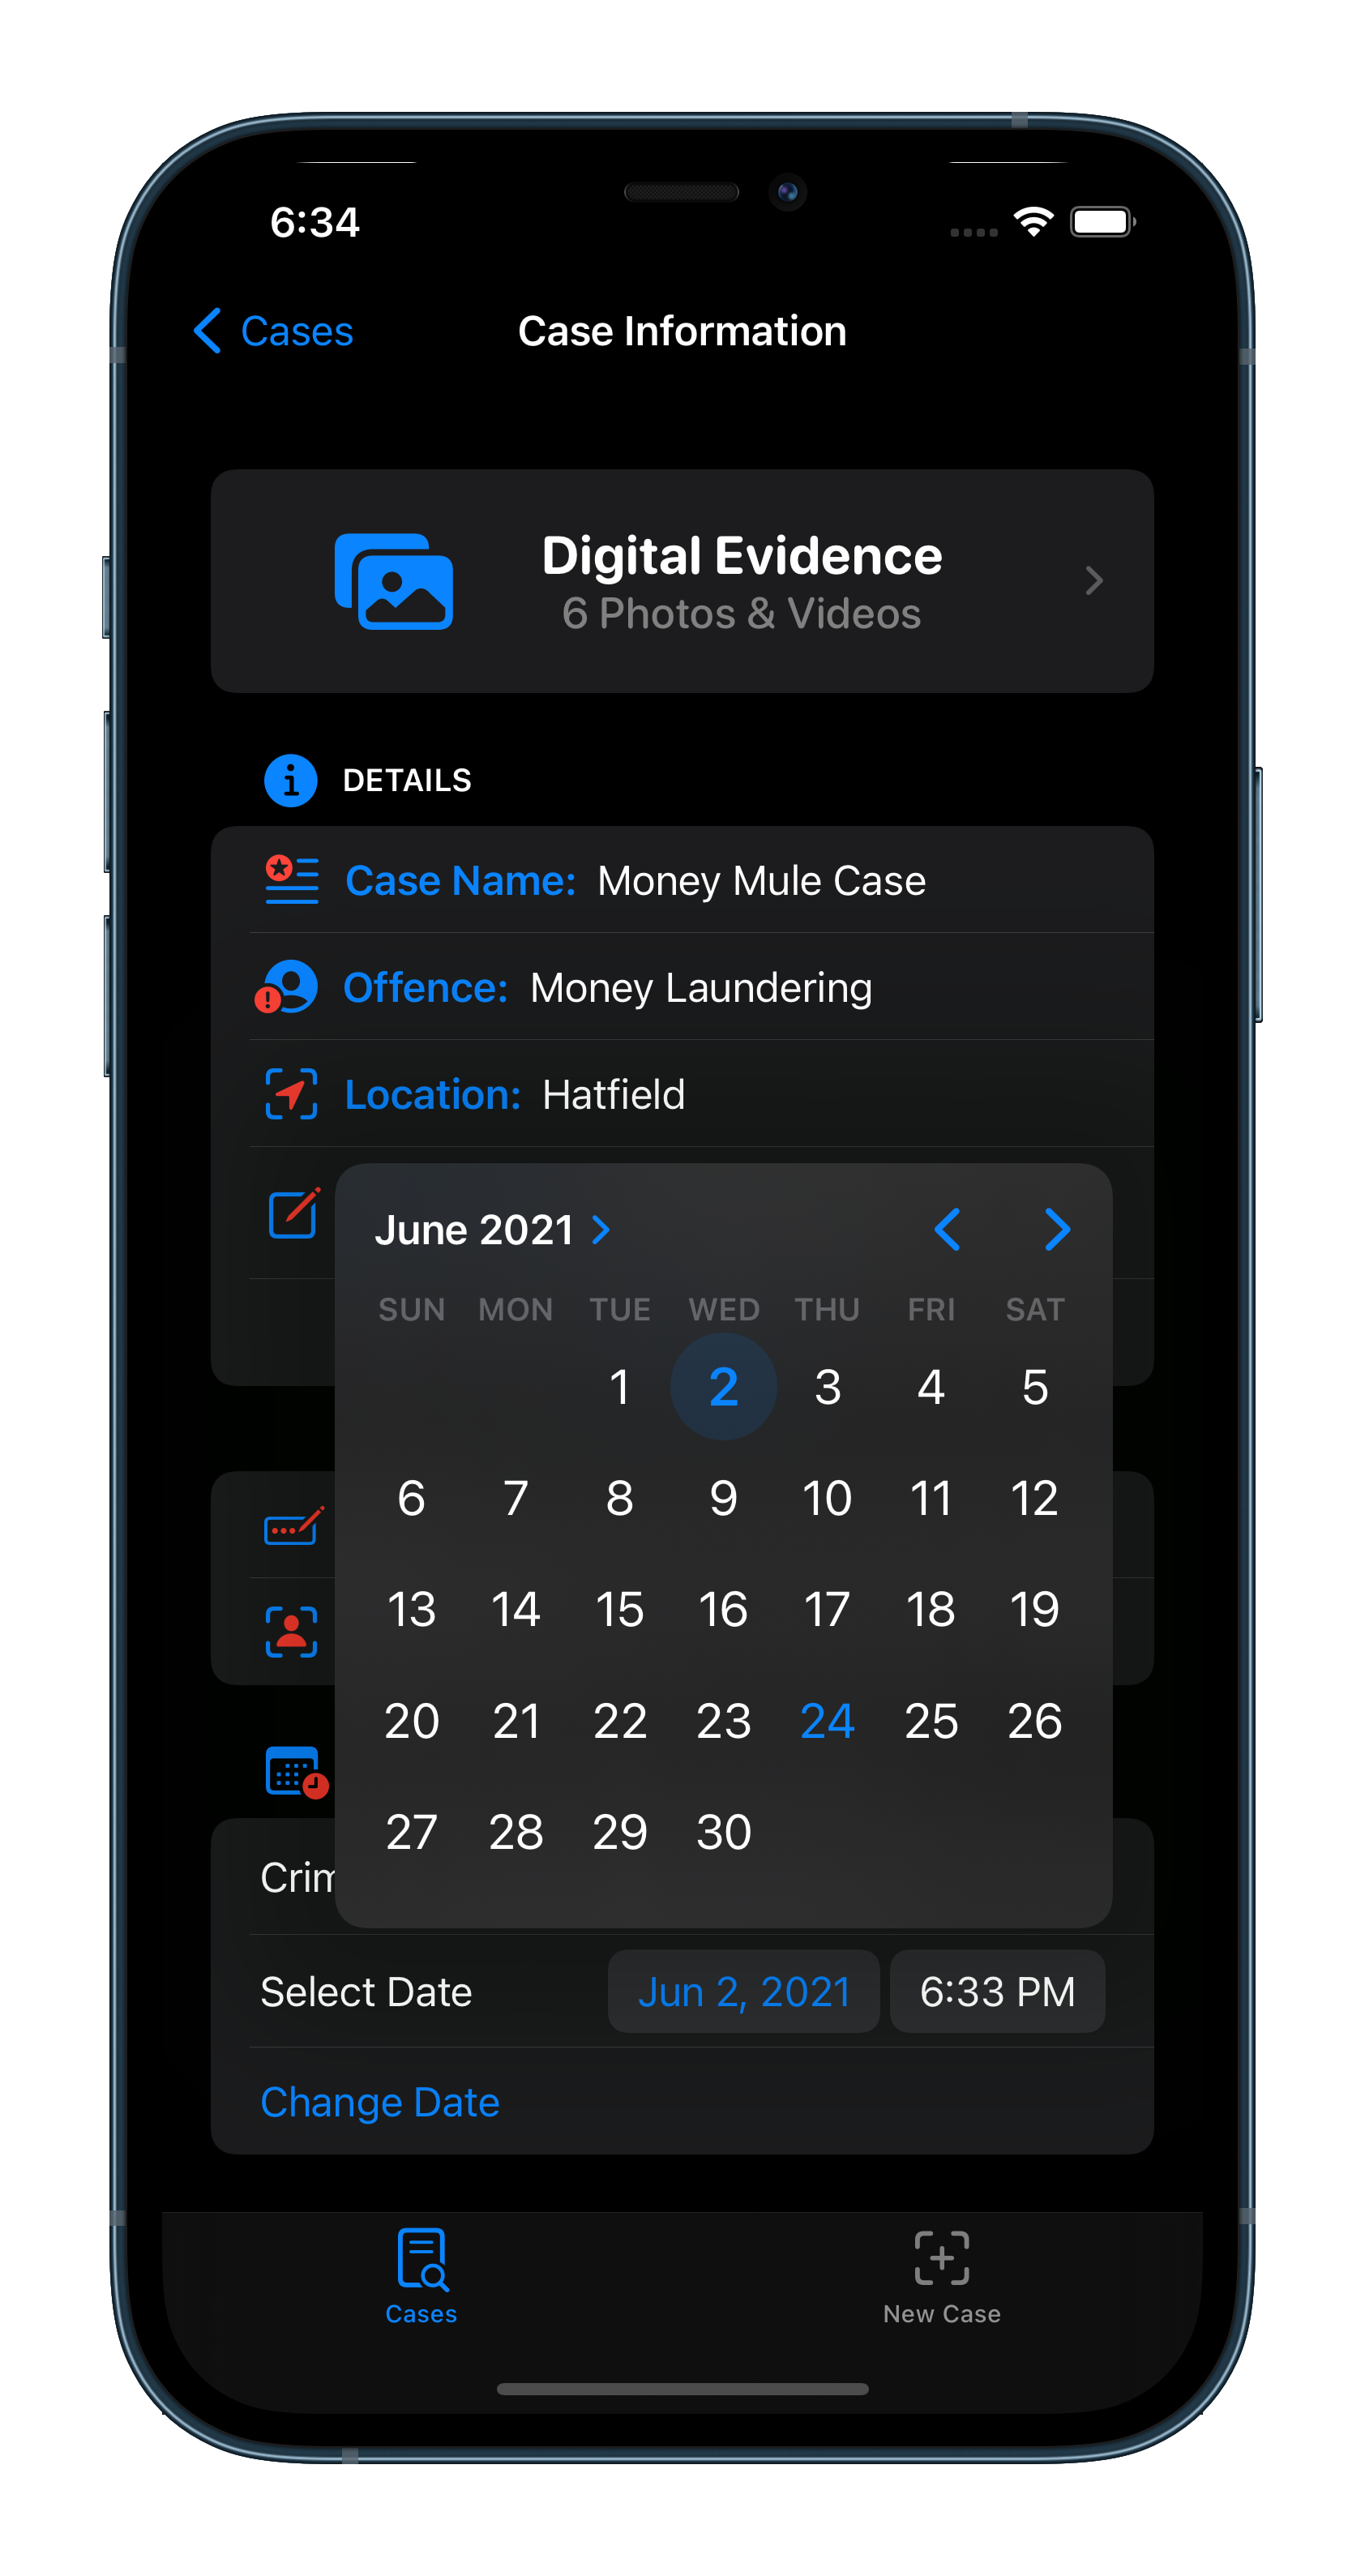 6:34
Cases
Case Information
Digital Evidence
6 Photos & Videos
DETAILS
Case Name: Money Mule Case
Offence: Money Laundering
Location: Hatfield
June 2021
SUN MON TUE WED THU FRI SAT
1 2 3 4 5
6 7 8 9 10 11 12
13 14 15 16 17 18 19
20 21 22 23 24 25 26
27 28 29 30
Select Date Jun 2, 2021 6:33 PM
Change Date
Cases New Case